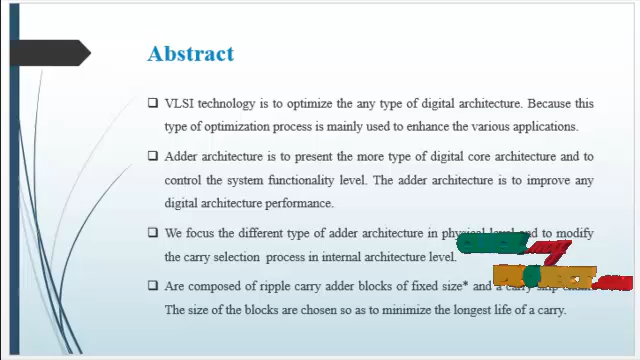 Abstract
❑ VLSI technology is to optimize the any type of digital architecture. Because this
type of optimization process is mainly used to enhance the various applications.
❑ Adder architecture is to present the more type of digital core architecture and to
control the system functionality level. The adder architecture is to improve any
digital architecture performance.
❑ We focus the different type of adder architecture in physical level and to modify
the carry selection process in internal architecture level.
❑ Are composed of ripple carry adder blocks of fixed size* and a carry skip
The size of the blocks are chosen so as to minimize the longest life of a carry.